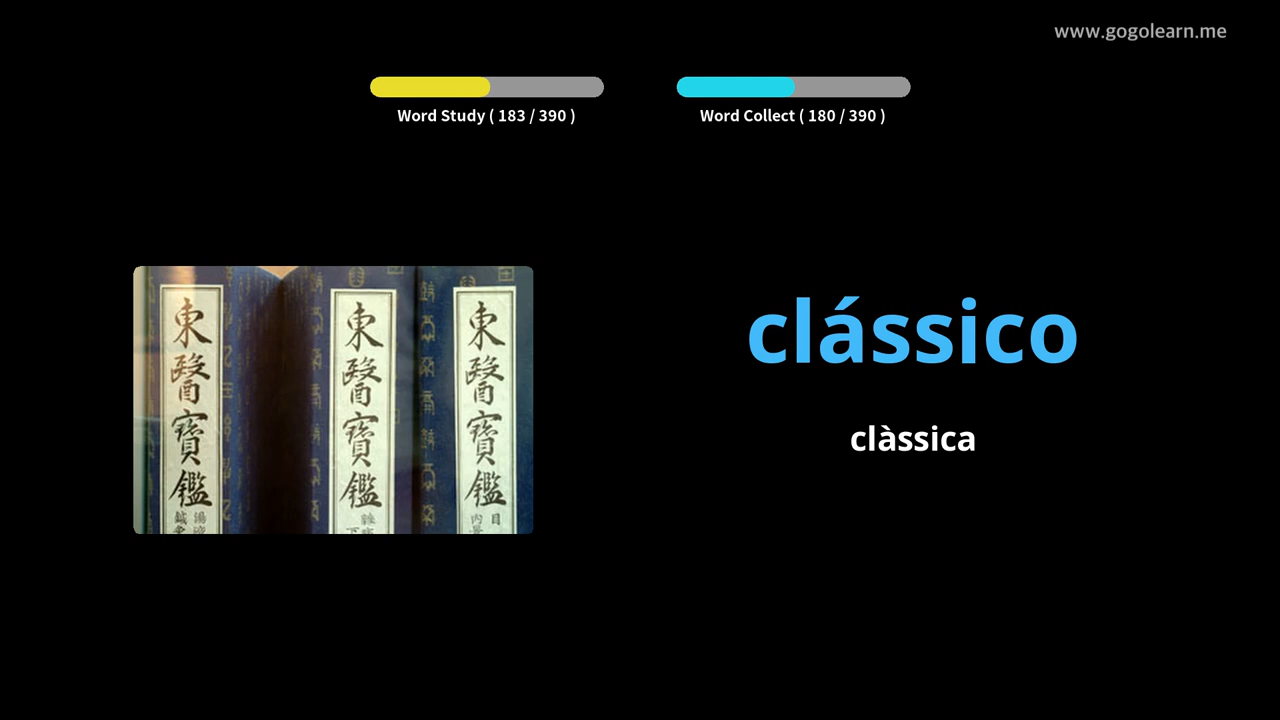 www.gogolearn.me
Word Study ( 183 / 390 )
Word Collect ( 180 / 390 )
東醫寶鑑
東醫寶鑑
東醫寶鑑
clássico
clàssica